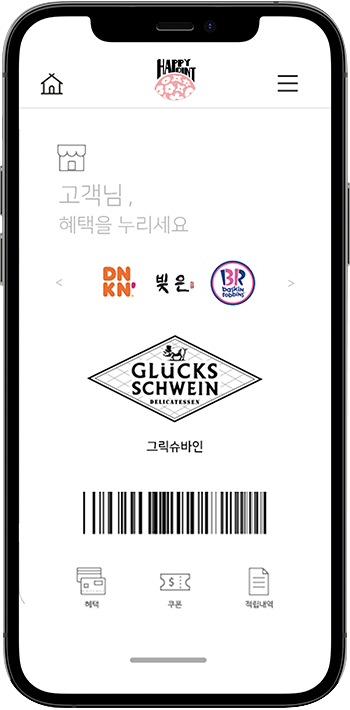 HAPPY
POINT
고객님 ,
혜택을 누리세요
<
DN
KN'
빚은
BR
baskin
robbins
>
GLÜCKS
SCHWEIN
DELICATESSEN
그릭슈바인
혜택
$
쿠폰
적립내역